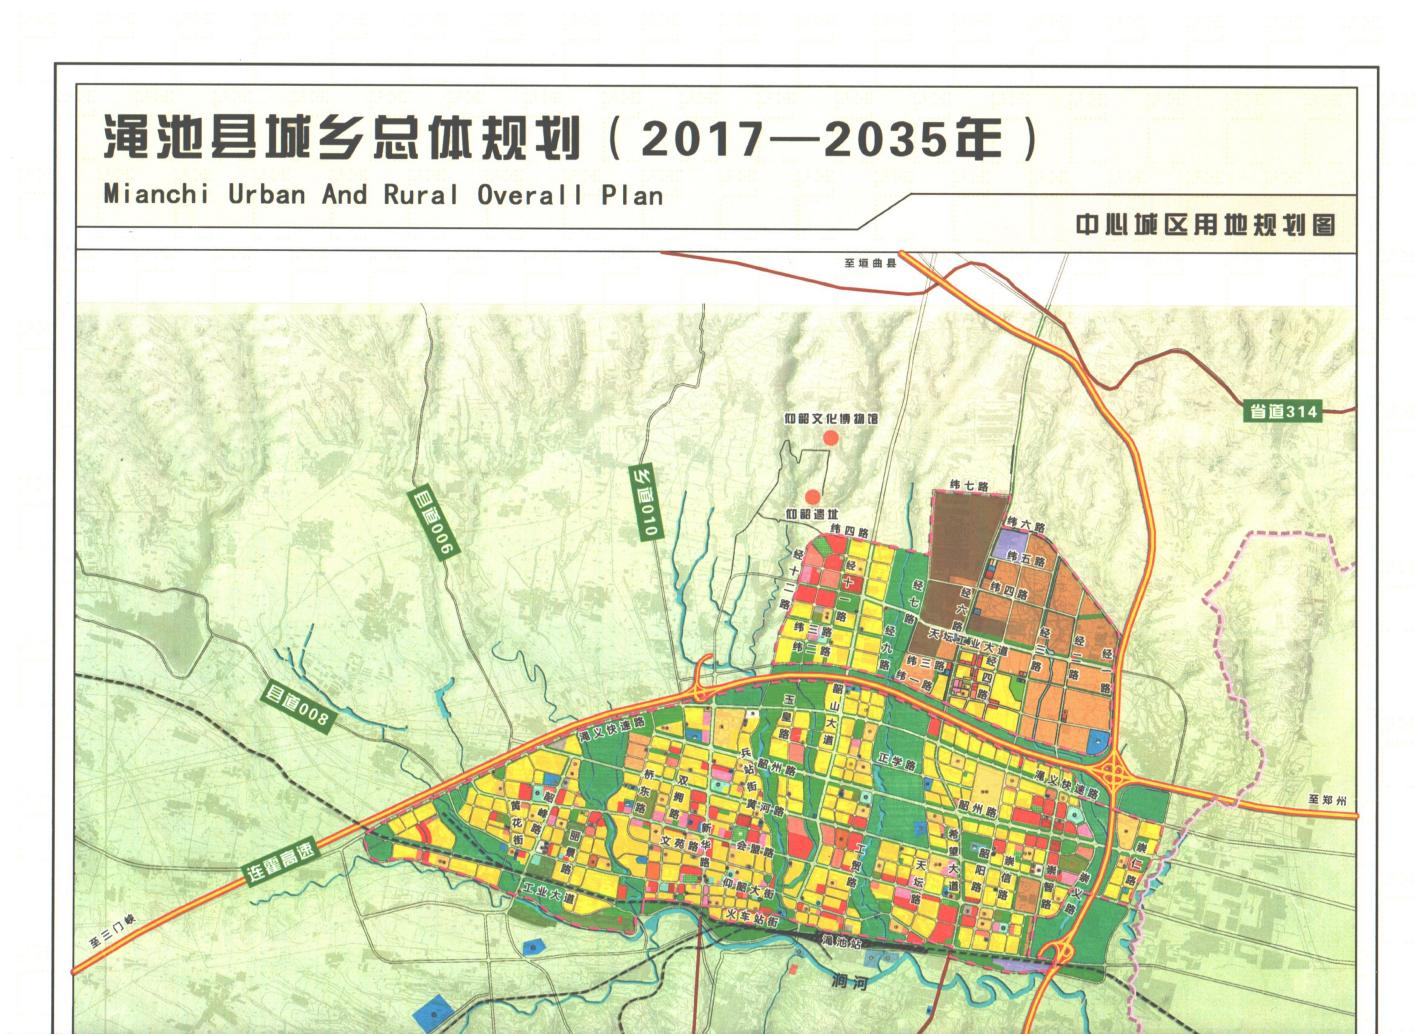 渑池县城乡总体规划（2017—2035年）
Mianchi Urban And Rural Overall Plan
中心城区用地规划图
至垣曲县
省道314
仰韶文化博物馆
仰韶遗址
县道006
乡道010
县道008
纬七路
纬六路
纬五路
纬四路
纬四路
经十二路
经十一路
经七路
经六路
经九路
纬三路
纬二路
天坛工业大道
纬三路
纬一路
经四路
经三路
经二路
经一路
渑义快速路
玉皇路
韶山大道
正学路
渑义快速路
至郑州
兵站街
韶州路
韶州路
桥东路
双拥路
黄河路
黄花街
韶峰路
丽景路
文苑路
新华路
会盟路
仰韶大街
工业大道
火车站街
渑池站
工贸路
天坛路
希望大道
韶阳路
崇信路
崇智路
崇义路
崇仁路
连霍高速
至三门峡
涧河